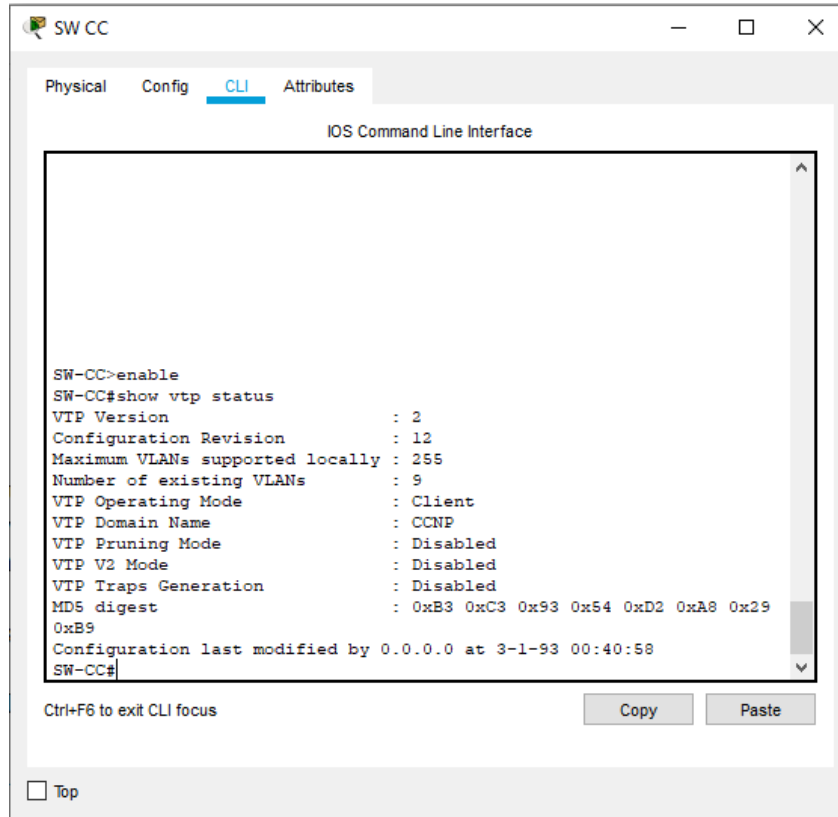 SW CC
Physical Config CLI Attributes
IOS Command Line Interface
SW-CC>enable
SW-CC#show vtp status
VTP Version : 2
Configuration Revision : 12
Maximum VLANs supported locally : 255
Number of existing VLANs : 9
VTP Operating Mode : Client
VTP Domain Name : CCNP
VTP Pruning Mode : Disabled
VTP V2 Mode : Disabled
VTP Traps Generation : Disabled
MD5 digest : 0xB3 0xC3 0x93 0x54 0xD2 0xA8 0x29
0xB9
Configuration last modified by 0.0.0.0 at 3-1-93 00:40:58
SW-CC#
Ctrl+F6 to exit CLI focus Copy Paste
Top